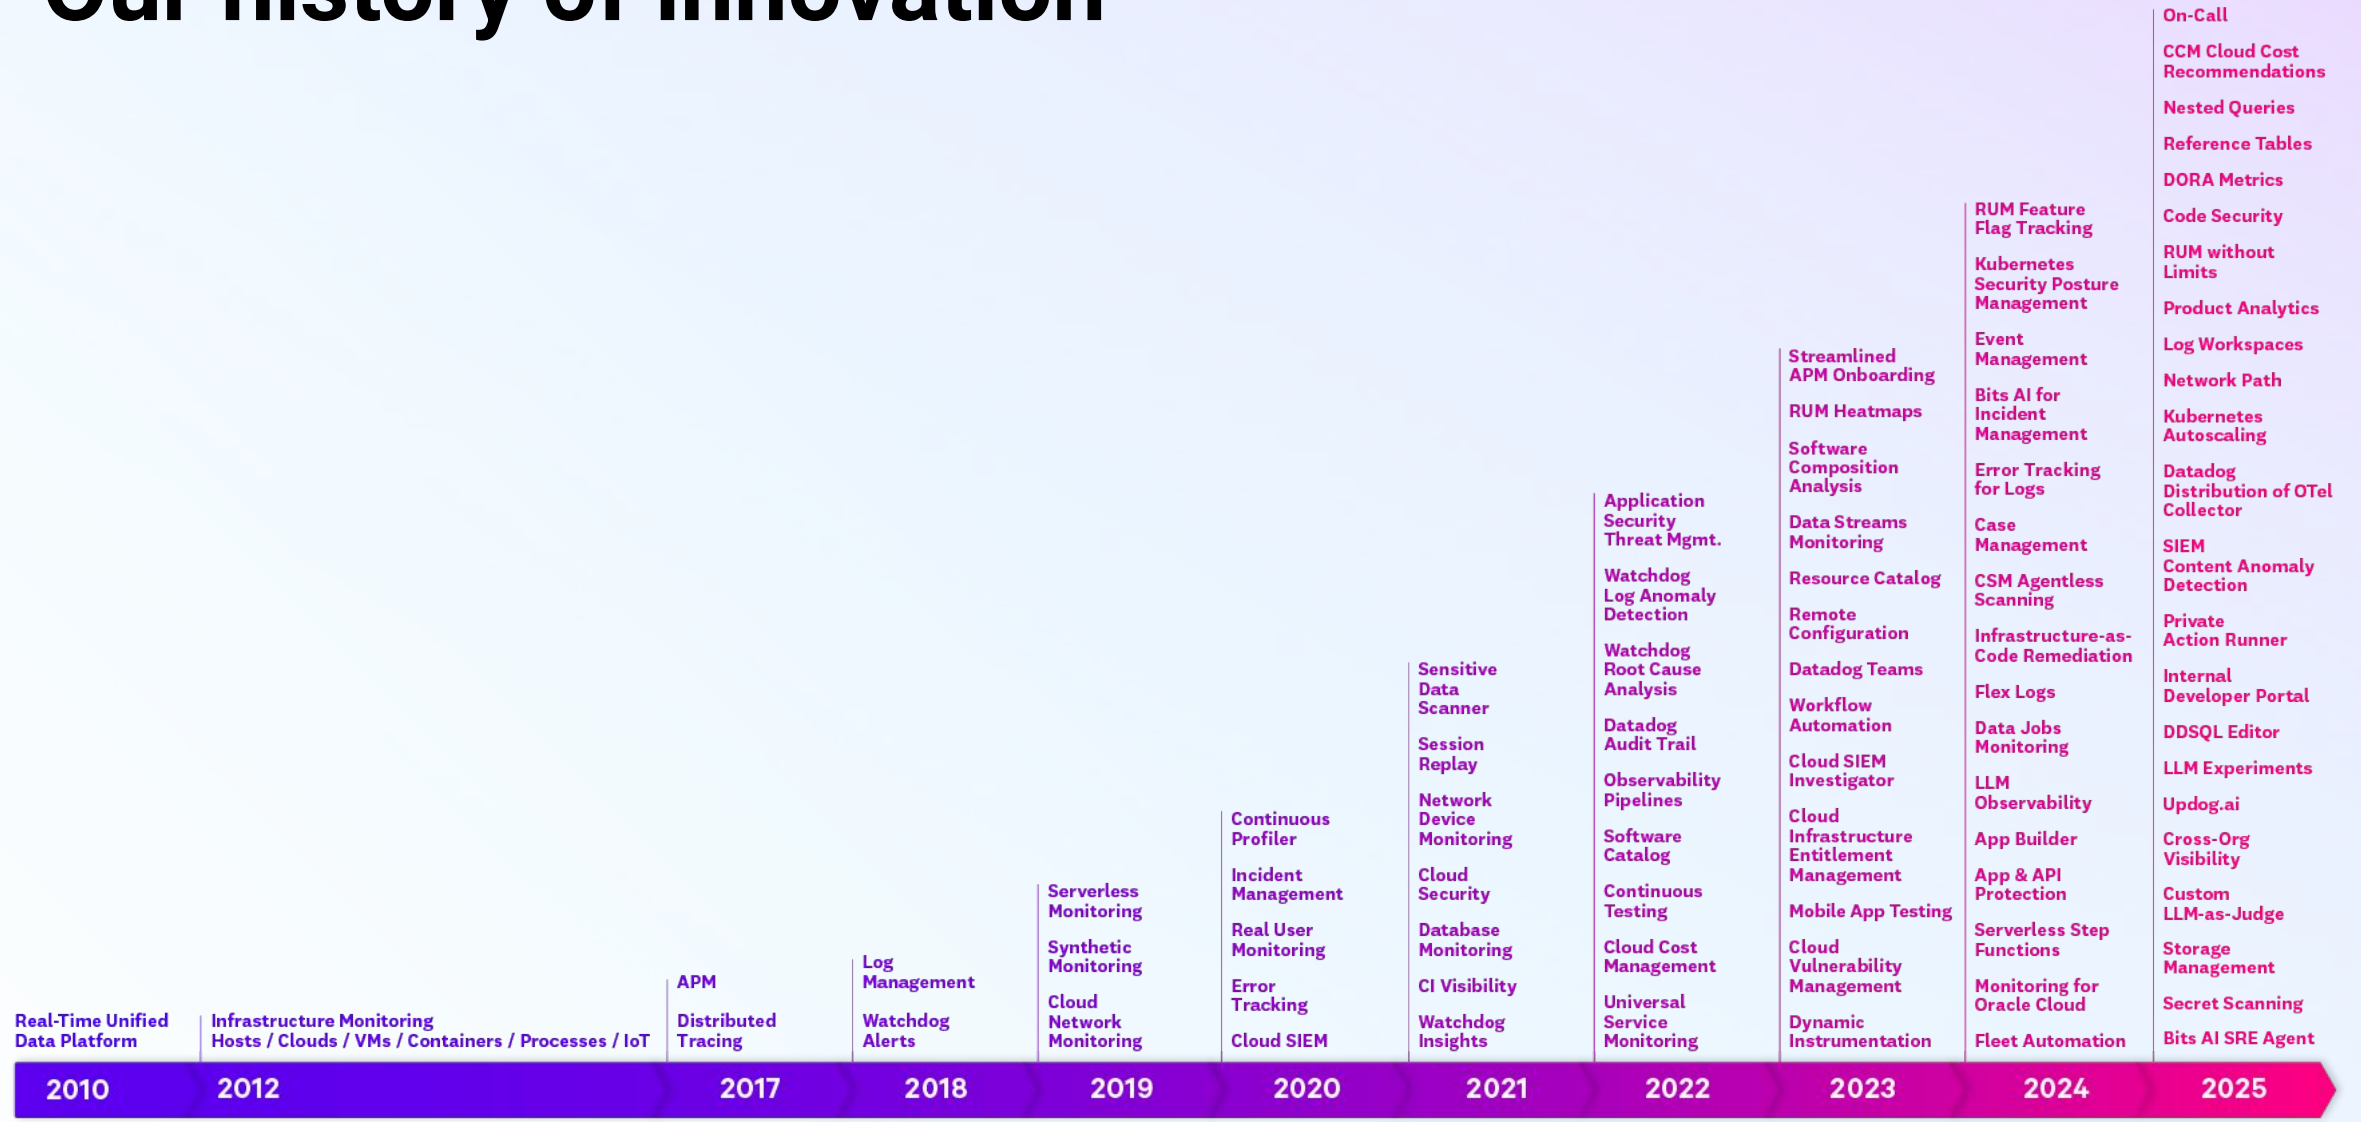 Our history of innovation
Real-Time Unified
Data Platform
2010
Infrastructure Monitoring
Hosts / Clouds / VMs / Containers / Processes / IoT
2012
APM
Distributed
Tracing
2017
Log
Management
Watchdog
Alerts
2018
Serverless
Monitoring
Synthetic
Monitoring
Cloud
Network
Monitoring
2019
Continuous
Profiler
Incident
Management
Real User
Monitoring
Error
Tracking
Cloud SIEM
2020
Sensitive
Data
Scanner
Session
Replay
Network
Device
Monitoring
Cloud
Security
Database
Monitoring
CI Visibility
Watchdog
Insights
2021
Application
Security
Threat Mgmt.
Watchdog
Log Anomaly
Detection
Watchdog
Root Cause
Analysis
Datadog
Audit Trail
Observability
Pipelines
Software
Catalog
Continuous
Testing
Cloud Cost
Management
Universal
Service
Monitoring
2022
Streamlined
APM Onboarding
RUM Heatmaps
Software
Composition
Analysis
Data Streams
Monitoring
Resource Catalog
Remote
Configuration
Datadog Teams
Workflow
Automation
Cloud SIEM
Investigator
Cloud
Infrastructure
Entitlement
Management
Mobile App Testing
Cloud
Vulnerability
Management
Dynamic
Instrumentation
2023
RUM Feature
Flag Tracking
Kubernetes
Security Posture
Management
Event
Management
Bits AI for
Incident
Management
Error Tracking
for Logs
Case
Management
CSM Agentless
Scanning
Infrastructure-as-
Code Remediation
Flex Logs
Data Jobs
Monitoring
LLM
Observability
App Builder
App & API
Protection
Serverless Step
Functions
Monitoring for
Oracle Cloud
Fleet Automation
2024
On-Call
CCM Cloud Cost
Recommendations
Nested Queries
Reference Tables
DORA Metrics
Code Security
RUM without
Limits
Product Analytics
Log Workspaces
Network Path
Kubernetes
Autoscaling
Datadog
Distribution of OTel
Collector
SIEM
Content Anomaly
Detection
Private
Action Runner
Internal
Developer Portal
DDSQL Editor
LLM Experiments
Updog.ai
Cross-Org
Visibility
Custom
LLM-as-Judge
Storage
Management
Secret Scanning
Bits AI SRE Agent
2025